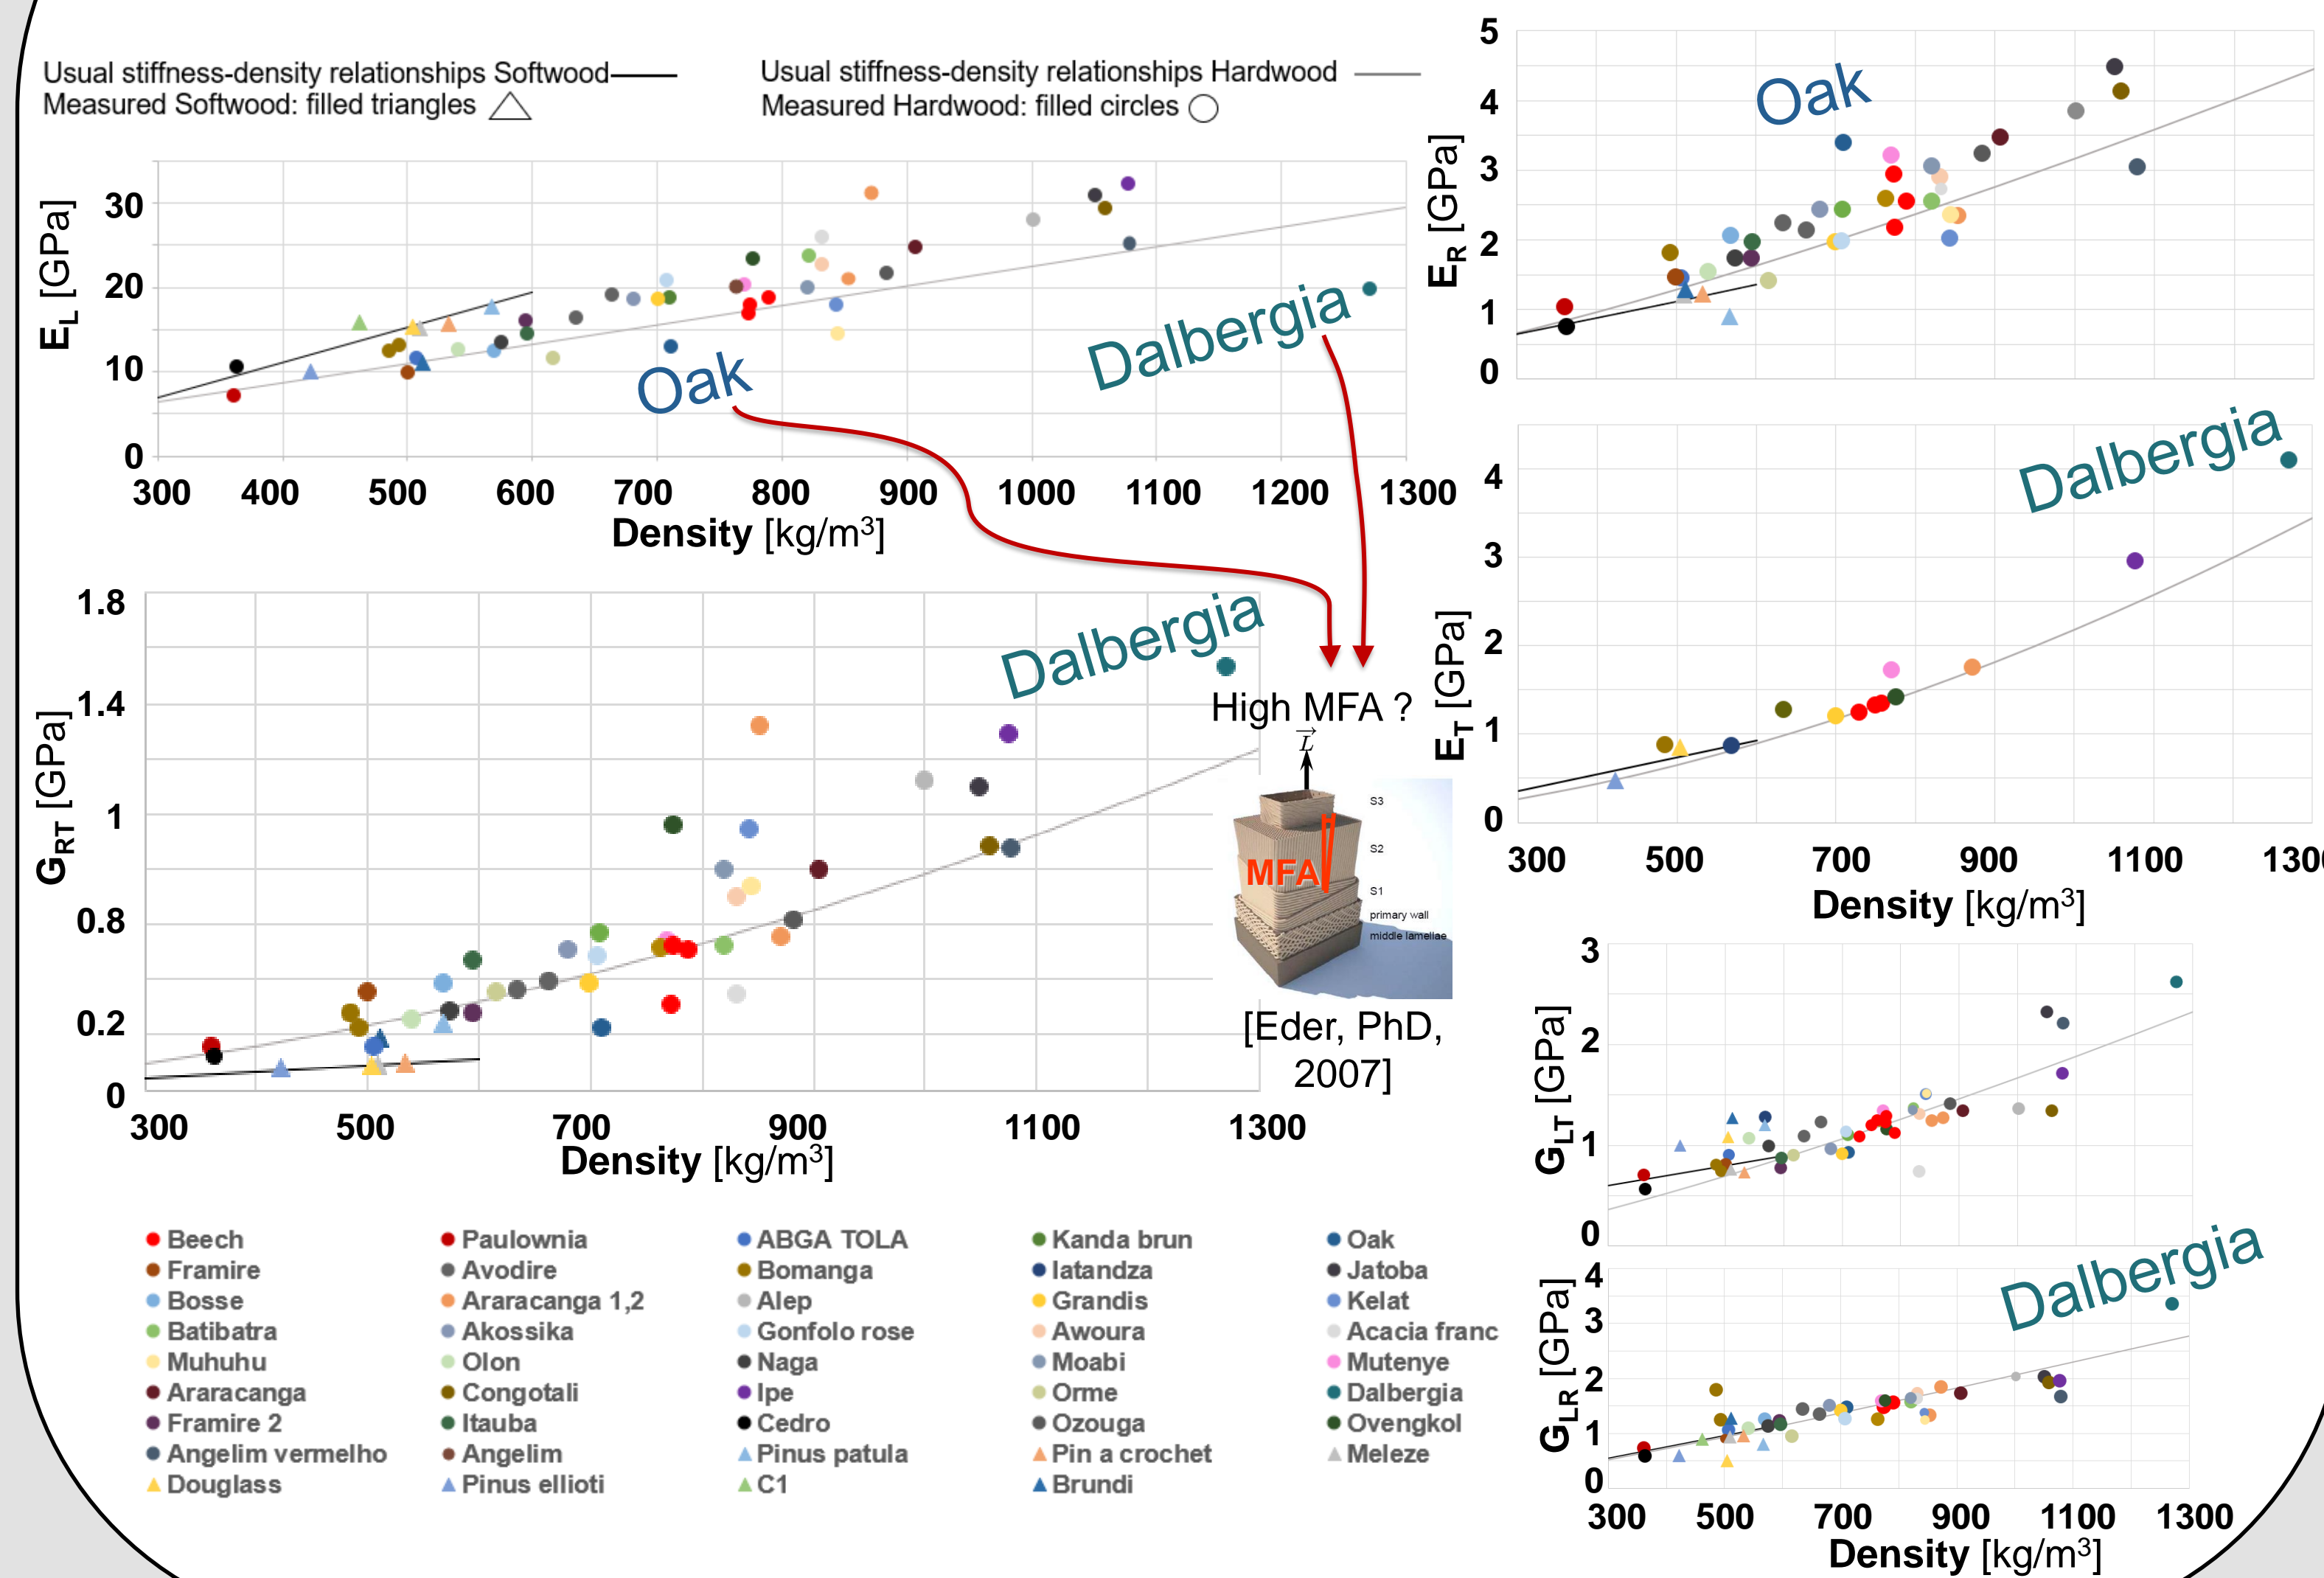 Usual stiffness-density relationships Softwood
Measured Softwood: filled triangles
Usual stiffness-density relationships Hardwood
Measured Hardwood: filled circles
E_L [GPa]
30
20
10
0
300 400 500 600 700 800 900 1000 1100 1200 1300
Density [kg/m³]
Oak
Dalbergia
E_R [GPa]
5
4
3
2
1
0
Oak
E_T [GPa]
4
3
2
1
0
Dalbergia
300 500 700 900 1100 1300
Density [kg/m³]
G_RT [GPa]
1.8
1.4
1
0.8
0.2
0
Dalbergia
300 500 700 900 1100 1300
Density [kg/m³]
High MFA ?
L
S3
S2
S1
primary wall
middle lamellae
MFA
[Eder, PhD,
2007]
G_LT [GPa]
3
2
1
0
G_LR [GPa]
4
3
2
1
0
Dalbergia
300 500 700 900 1100 1300
Density [kg/m³]
Beech Paulownia ABGA TOLA Kanda brun Oak
Framire Avodire Bomanga Iatandza Jatoba
Bosse Araracanga 1,2 Alep Grandis Kelat
Batibatra Akossika Gonfolo rose Awoura Acacia franc
Muhuhu Olon Naga Moabi Mutenye
Araracanga Congotali Ipe Orme Dalbergia
Framire 2 Itauba Cedro Ozouga Ovengkol
Angelim vermelho Angelim Pinus patula Pin a crochet Meleze
Douglass Pinus ellioti C1 Brundi